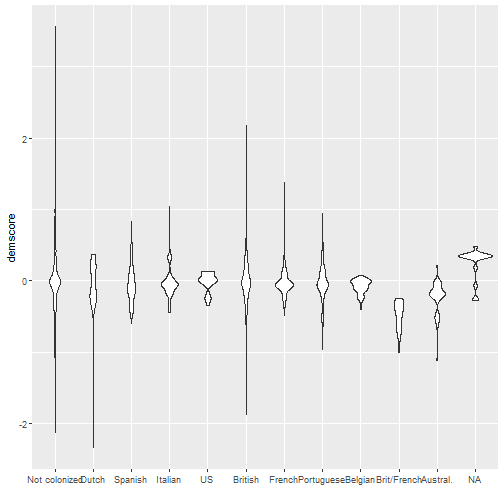 demscore
2
0
-2
Not colonized Dutch Spanish Italian US British French Portuguese Belgian Brit/French Austral. NA